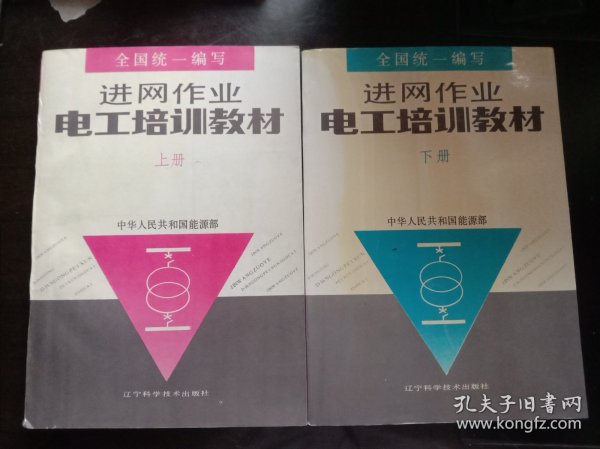 全国统一编写
进网作业
电工培训教材
上册
中华人民共和国能源部
JINWANGZUOYE
辽宁科学技术出版社
全国统一编写
进网作业
电工培训教材
下册
中华人民共和国能源部
JINWANGZUOYE
辽宁科学技术出版社
孔夫子旧书网
www.kongfz.com